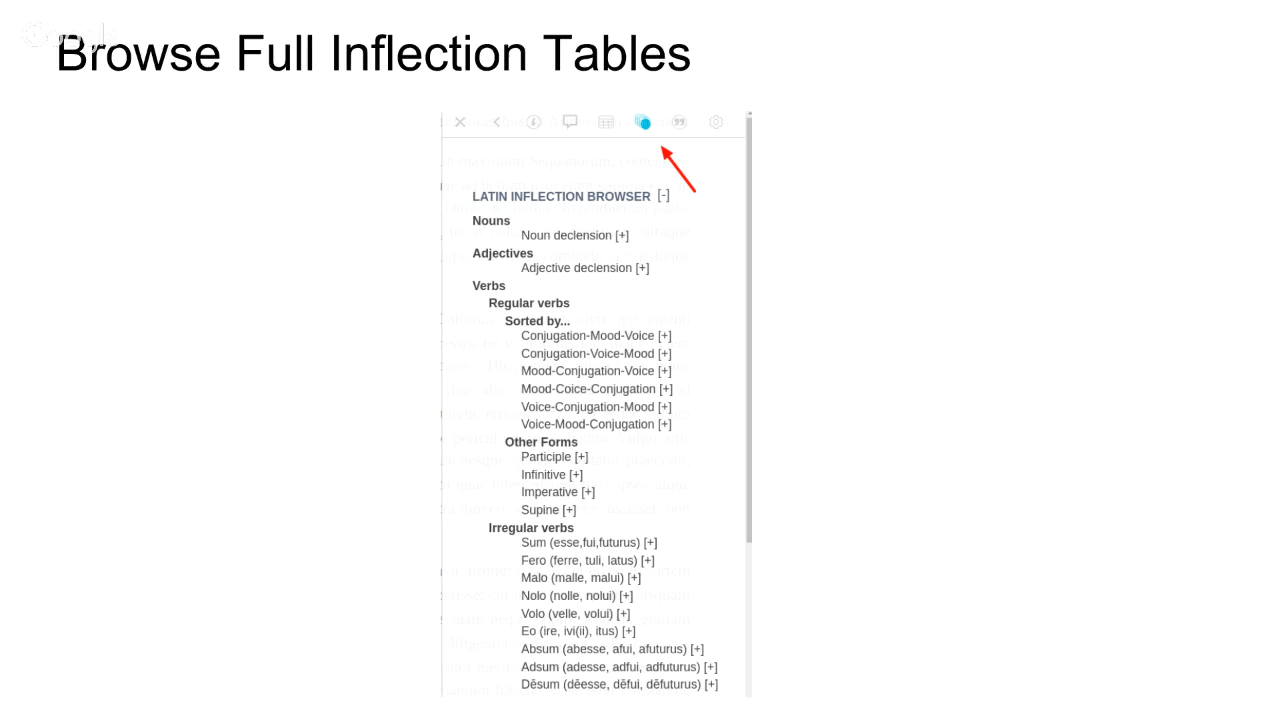 Google
Browse Full Inflection Tables
LATIN INFLECTION BROWSER [-]
Nouns
Noun declension [+]
Adjectives
Adjective declension [+]
Verbs
Regular verbs
Sorted by...
Conjugation-Mood-Voice [+]
Conjugation-Voice-Mood [+]
Mood-Conjugation-Voice [+]
Mood-Coice-Conjugation [+]
Voice-Conjugation-Mood [+]
Voice-Mood-Conjugation [+]
Other Forms
Participle [+]
Infinitive [+]
Imperative [+]
Supine [+]
Irregular verbs
Sum (esse,fui,futurus) [+]
Fero (ferre, tuli, latus) [+]
Malo (malle, malui) [+]
Nolo (nolle, nolui) [+]
Volo (velle, volui) [+]
Eo (ire, ivi(ii), itus) [+]
Absum (abesse, afui, afuturus) [+]
Adsum (adesse, adfui, adfuturus) [+]
Dēsum (dēesse, dēfui, dēfuturus) [+]